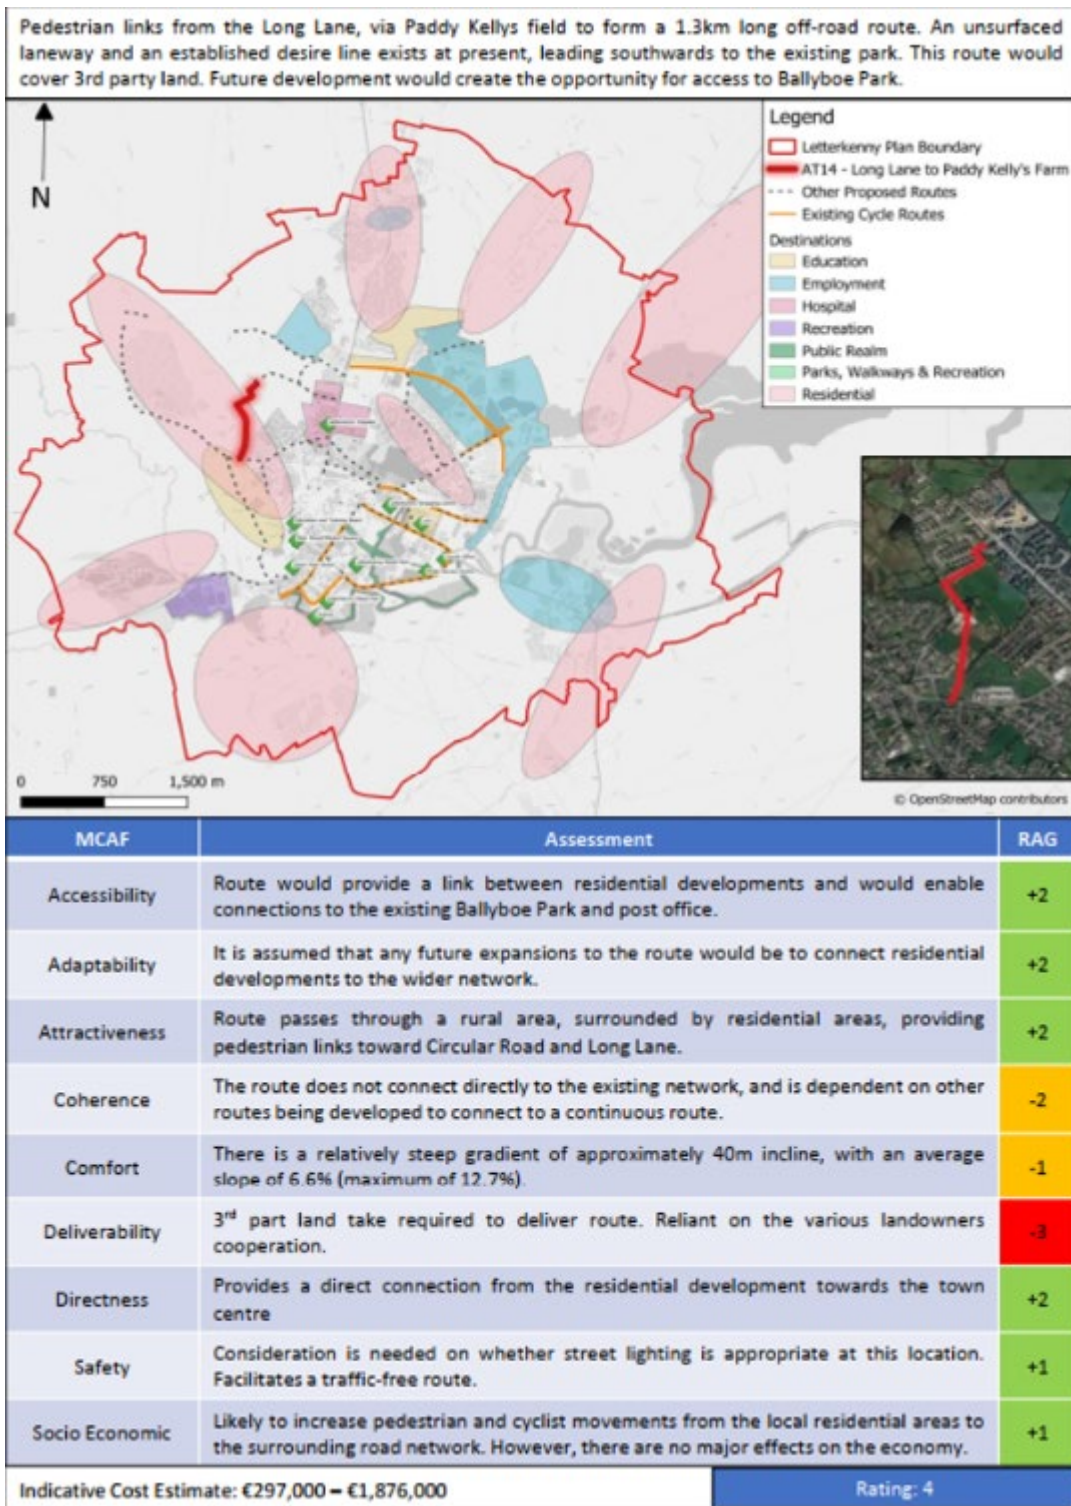 Pedestrian links from the Long Lane, via Paddy Kellys field to form a 1.3km long off-road route. An unsurfaced
laneway and an established desire line exists at present, leading southwards to the existing park. This route would
cover 3rd party land. Future development would create the opportunity for access to Ballyboe Park.
N
Legend
Letterkenny Plan Boundary
AT14 - Long Lane to Paddy Kelly's Farm
Other Proposed Routes
Existing Cycle Routes
Destinations
Education
Employment
Hospital
Recreation
Public Realm
Parks, Walkways & Recreation
Residential
0 750 1,500 m
© OpenStreetMap contributors
MCAF Assessment RAG
Accessibility
Route would provide a link between residential developments and would enable
connections to the existing Ballyboe Park and post office.
+2
Adaptability
It is assumed that any future expansions to the route would be to connect residential
developments to the wider network.
+2
Attractiveness
Route passes through a rural area, surrounded by residential areas, providing
pedestrian links toward Circular Road and Long Lane.
+2
Coherence
The route does not connect directly to the existing network, and is dependent on other
routes being developed to connect to a continuous route.
-2
Comfort
There is a relatively steep gradient of approximately 40m incline, with an average
slope of 6.6% (maximum of 12.7%).
-1
Deliverability
3rd part land take required to deliver route. Reliant on the various landowners
cooperation.
-3
Directness
Provides a direct connection from the residential development towards the town
centre
+2
Safety
Consideration is needed on whether street lighting is appropriate at this location.
Facilitates a traffic-free route.
+1
Socio Economic
Likely to increase pedestrian and cyclist movements from the local residential areas to
the surrounding road network. However, there are no major effects on the economy.
+1
Indicative Cost Estimate: €297,000 – €1,876,000
Rating: 4